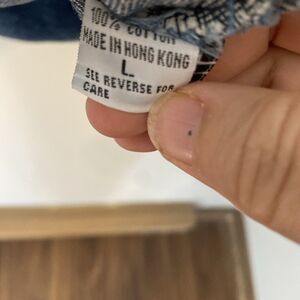 100% COTTON
MADE IN HONG KONG
L
SEE REVERSE FOR
CARE